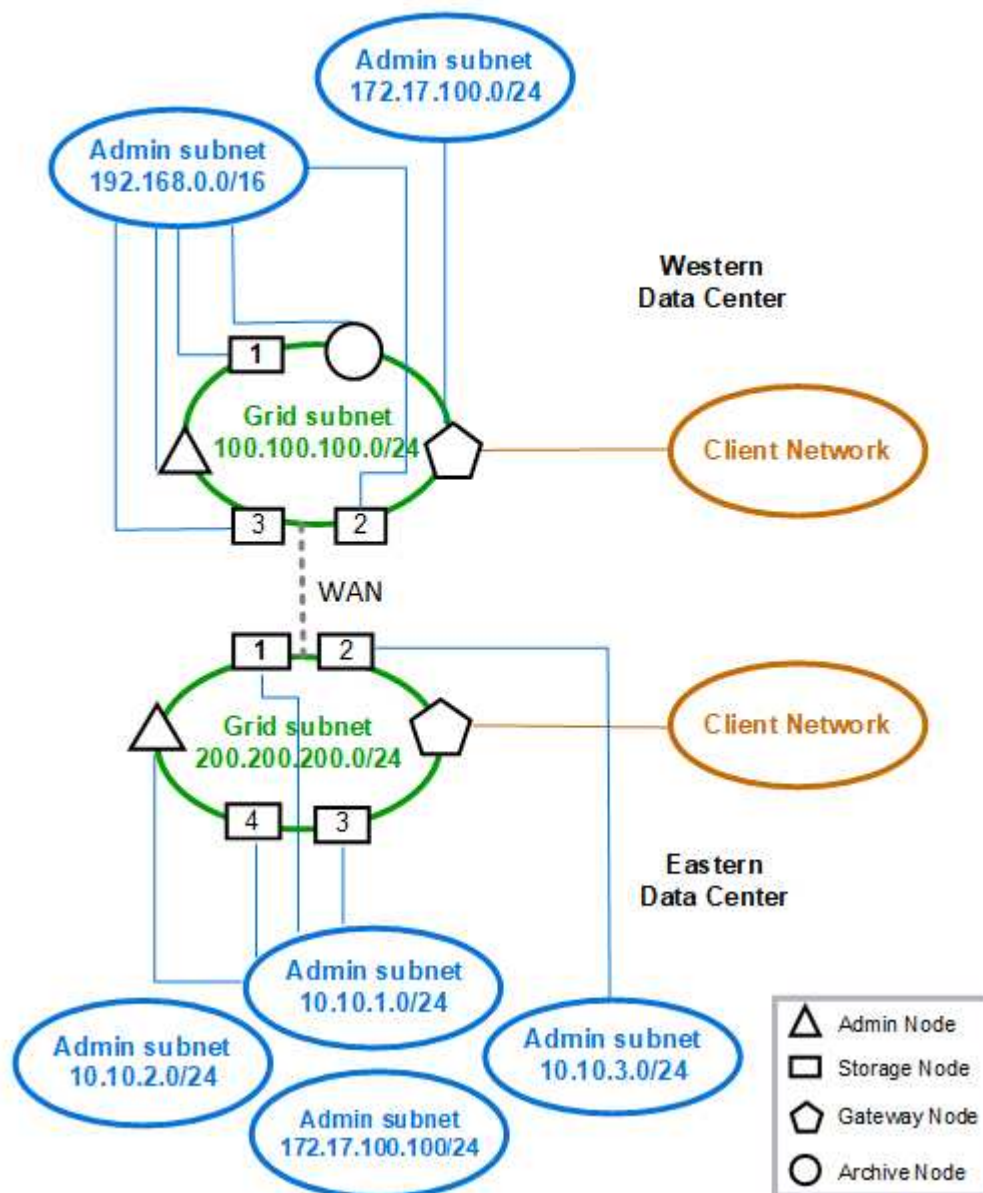 Admin subnet
172.17.100.0/24
Admin subnet
192.168.0.0/16
Western
Data Center
1
Grid subnet
100.100.100.0/24
Client Network
3
2
WAN
1
2
Grid subnet
200.200.200.0/24
Client Network
4
3
Eastern
Data Center
Admin subnet
10.10.1.0/24
Admin subnet
10.10.2.0/24
Admin subnet
10.10.3.0/24
Admin subnet
172.17.100.100/24
Admin Node
Storage Node
Gateway Node
Archive Node